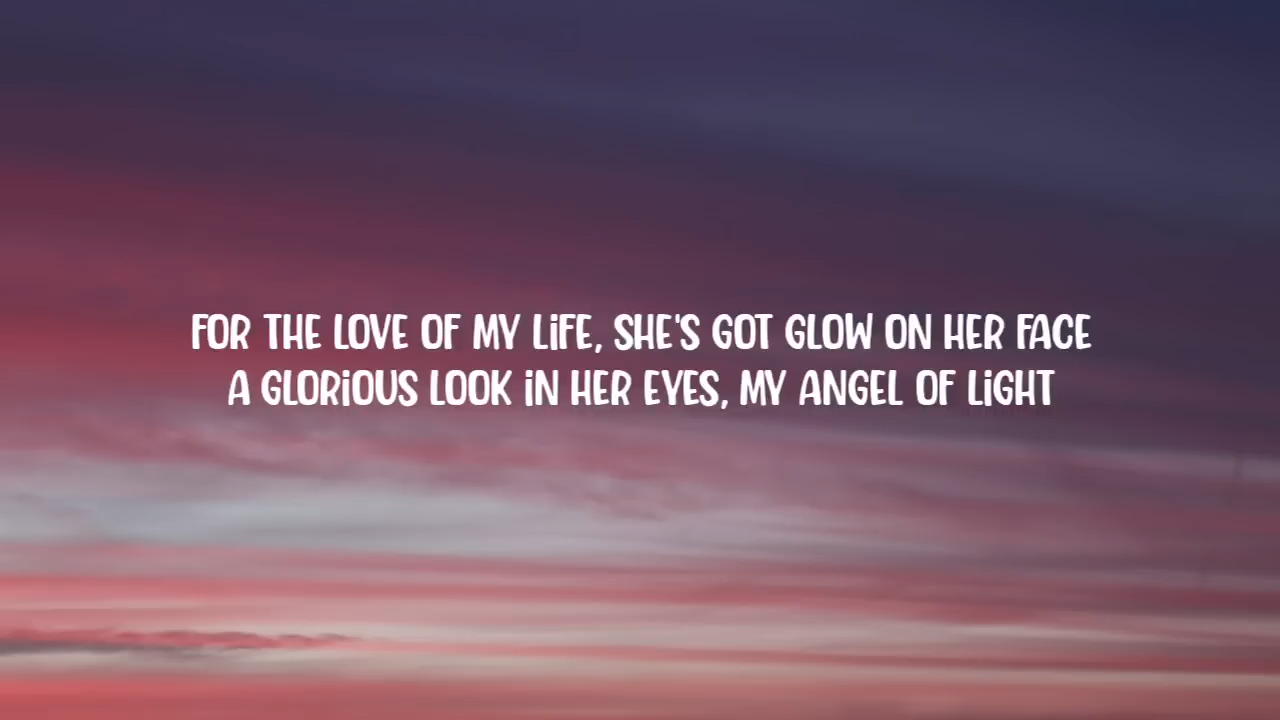 FOR THE LOVE OF MY LiFE, SHE'S GOT GLOW ON HER FACE
A GLORiOUS LOOK iN HER EYES, MY ANGEL OF LiGHT